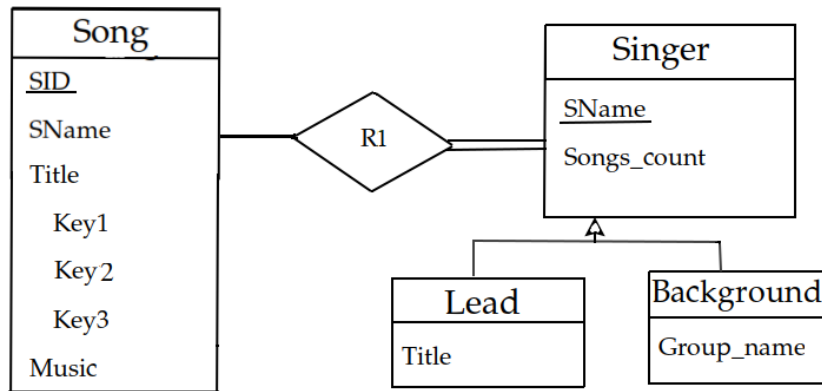 Song
SID
SName
Title
Key1
Key2
Key3
Music
R1
Singer
SName
Songs_count
Lead
Title
Background
Group_name